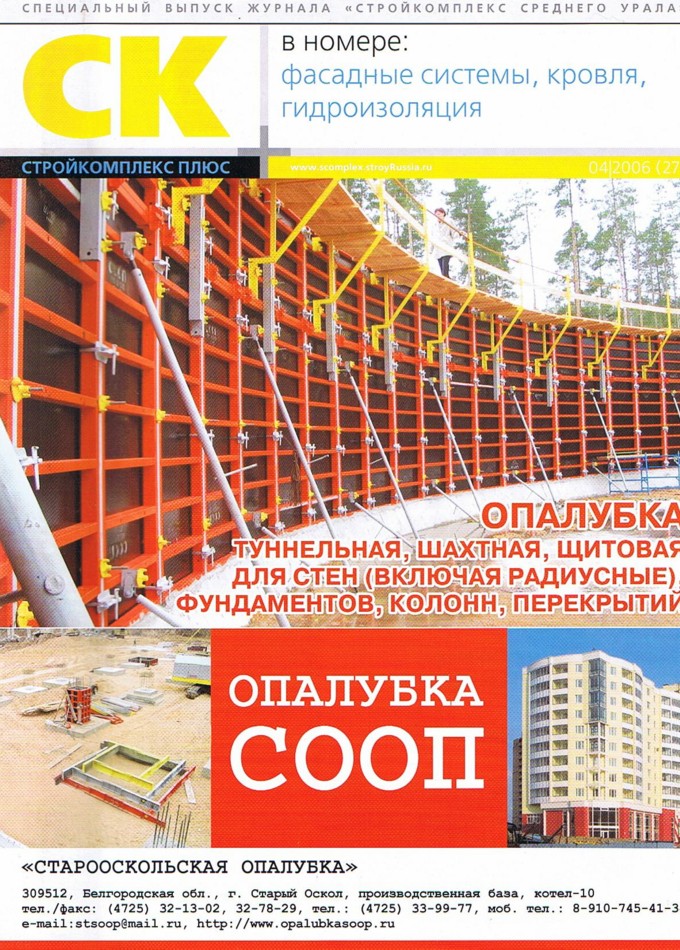 СПЕЦИАЛЬНЫЙ ВЫПУСК ЖУРНАЛА «СТРОЙКОМПЛЕКС СРЕДНЕГО УРАЛА»
СК
в номере:
фасадные системы, кровля,
гидроизоляция
СТРОЙКОМПЛЕКС ПЛЮС
www.scomplex.stroyRussia.ru
04|2006 (27
ОПАЛУБКА
ТУННЕЛЬНАЯ, ШАХТНАЯ, ЩИТОВАЯ
ДЛЯ СТЕН (ВКЛЮЧАЯ РАДИУСНЫЕ),
ФУНДАМЕНТОВ, КОЛОНН, ПЕРЕКРЫТИЙ
ОПАЛУБКА
СООП
«СТАРООСКОЛЬСКАЯ ОПАЛУБКА»
309512, Белгородская обл., г. Старый Оскол, производственная база, котел-10
тел./факс: (4725) 32-13-02, 32-78-29, тел.: (4725) 33-99-77, моб. тел.: 8-910-745-41-3
e-mail:stsoop@mail.ru, http://www.opalubkasoop.ru